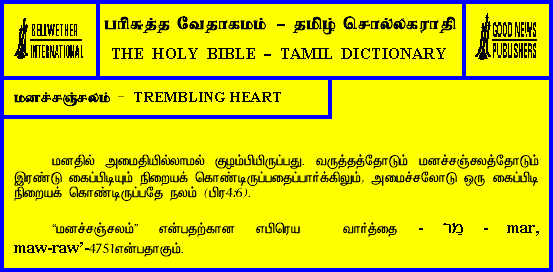 BELLWETHER
INTERNATIONAL
பரிசுத்த வேதாகமம் - தமிழ் சொல்லகராதி
THE HOLY BIBLE - TAMIL DICTIONARY
GOOD NEWS
PUBLISHERS
மனச்சஞ்சலம் - TREMBLING HEART
மனதில் அமைதியில்லாமல் குழம்பியிருப்பது. வருத்தத்தோடும் மனச்சஞ்சலத்தோடும்
இரண்டு கைப்பிடியும் நிறையக் கொண்டிருப்பதைப்பார்க்கிலும், அமைச்சலோடு ஒரு கைப்பிடி
நிறையக் கொண்டிருப்பதே நலம் (பிர4:6).
"மனச்சஞ்சலம்" என்பதற்கான எபிரெய வார்த்தை - מר - mar,
maw-raw'-4751என்பதாகும்.